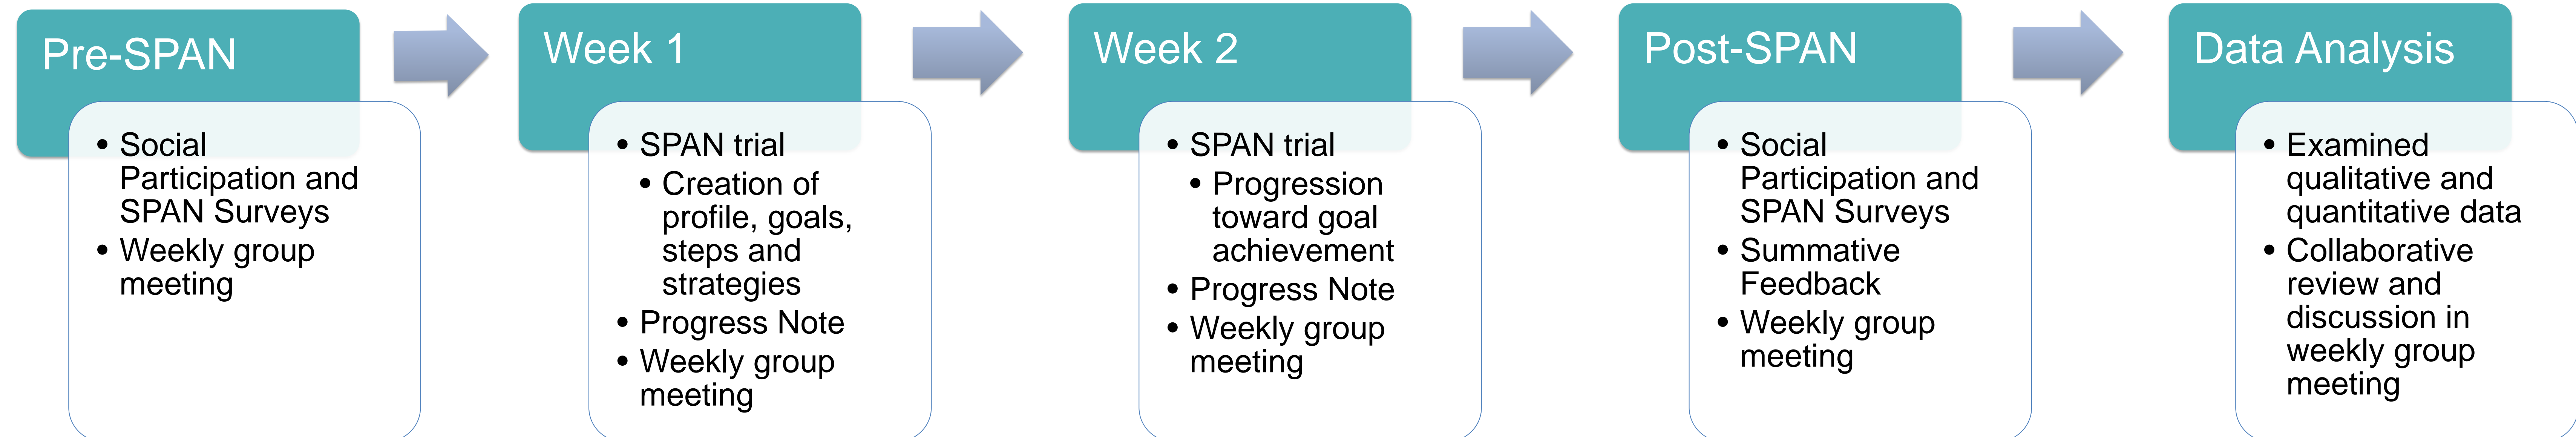 Pre-SPAN
• Social
Participation and
SPAN Surveys
• Weekly group
meeting
Week 1
• SPAN trial
• Creation of
profile, goals,
steps and
strategies
• Progress Note
• Weekly group
meeting
Week 2
• SPAN trial
• Progression
toward goal
achievement
• Progress Note
• Weekly group
meeting
Post-SPAN
• Social
Participation and
SPAN Surveys
• Summative
Feedback
• Weekly group
meeting
Data Analysis
• Examined
qualitative and
quantitative data
• Collaborative
review and
discussion in
weekly group
meeting